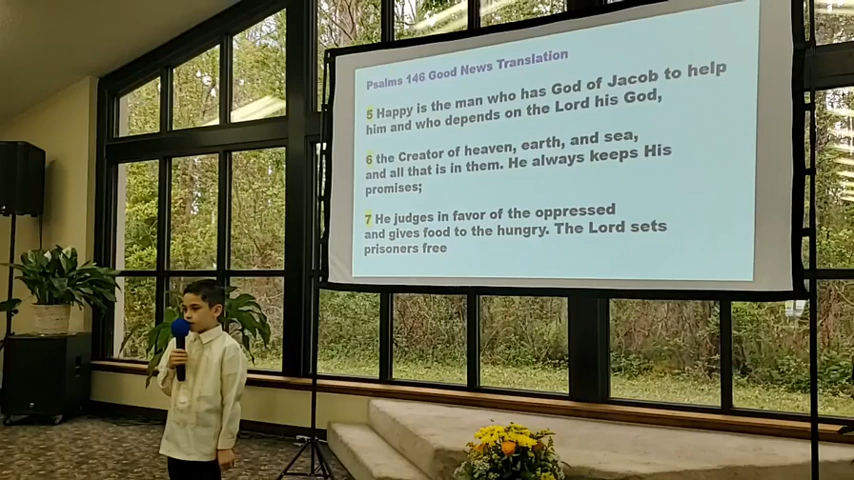 Psalms 146 Good News Translation
5 Happy is the man who has the God of Jacob to help
him and who depends on the LORD his God,
6 the Creator of heaven, earth, and sea,
and all that is in them. He always keeps His
promises;
7 He judges in favor of the oppressed
and gives food to the hungry. The LORD sets
prisoners free